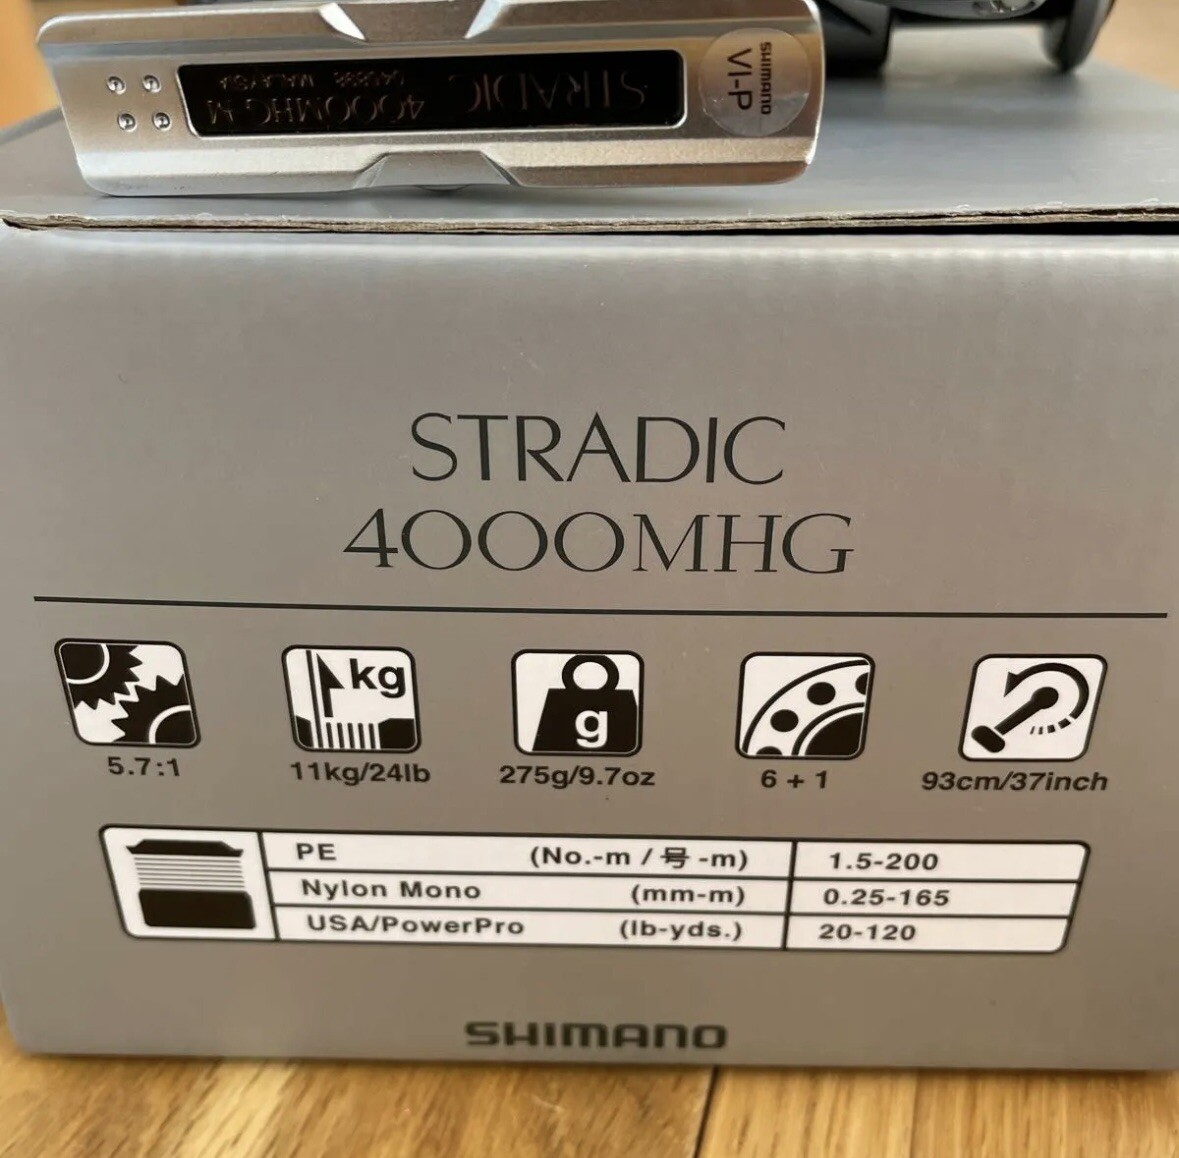 STRADIC
4000MHG M
040898 MALAYSIA
SHIMANO
VI-P
STRADIC
4000MHG
kg
g
5.7:1
11kg/24lb
275g/9.7oz
6 + 1
93cm/37inch
PE (No.-m / 号 -m) 1.5-200
Nylon Mono (mm-m) 0.25-165
USA/PowerPro (lb-yds.) 20-120
SHIMANO